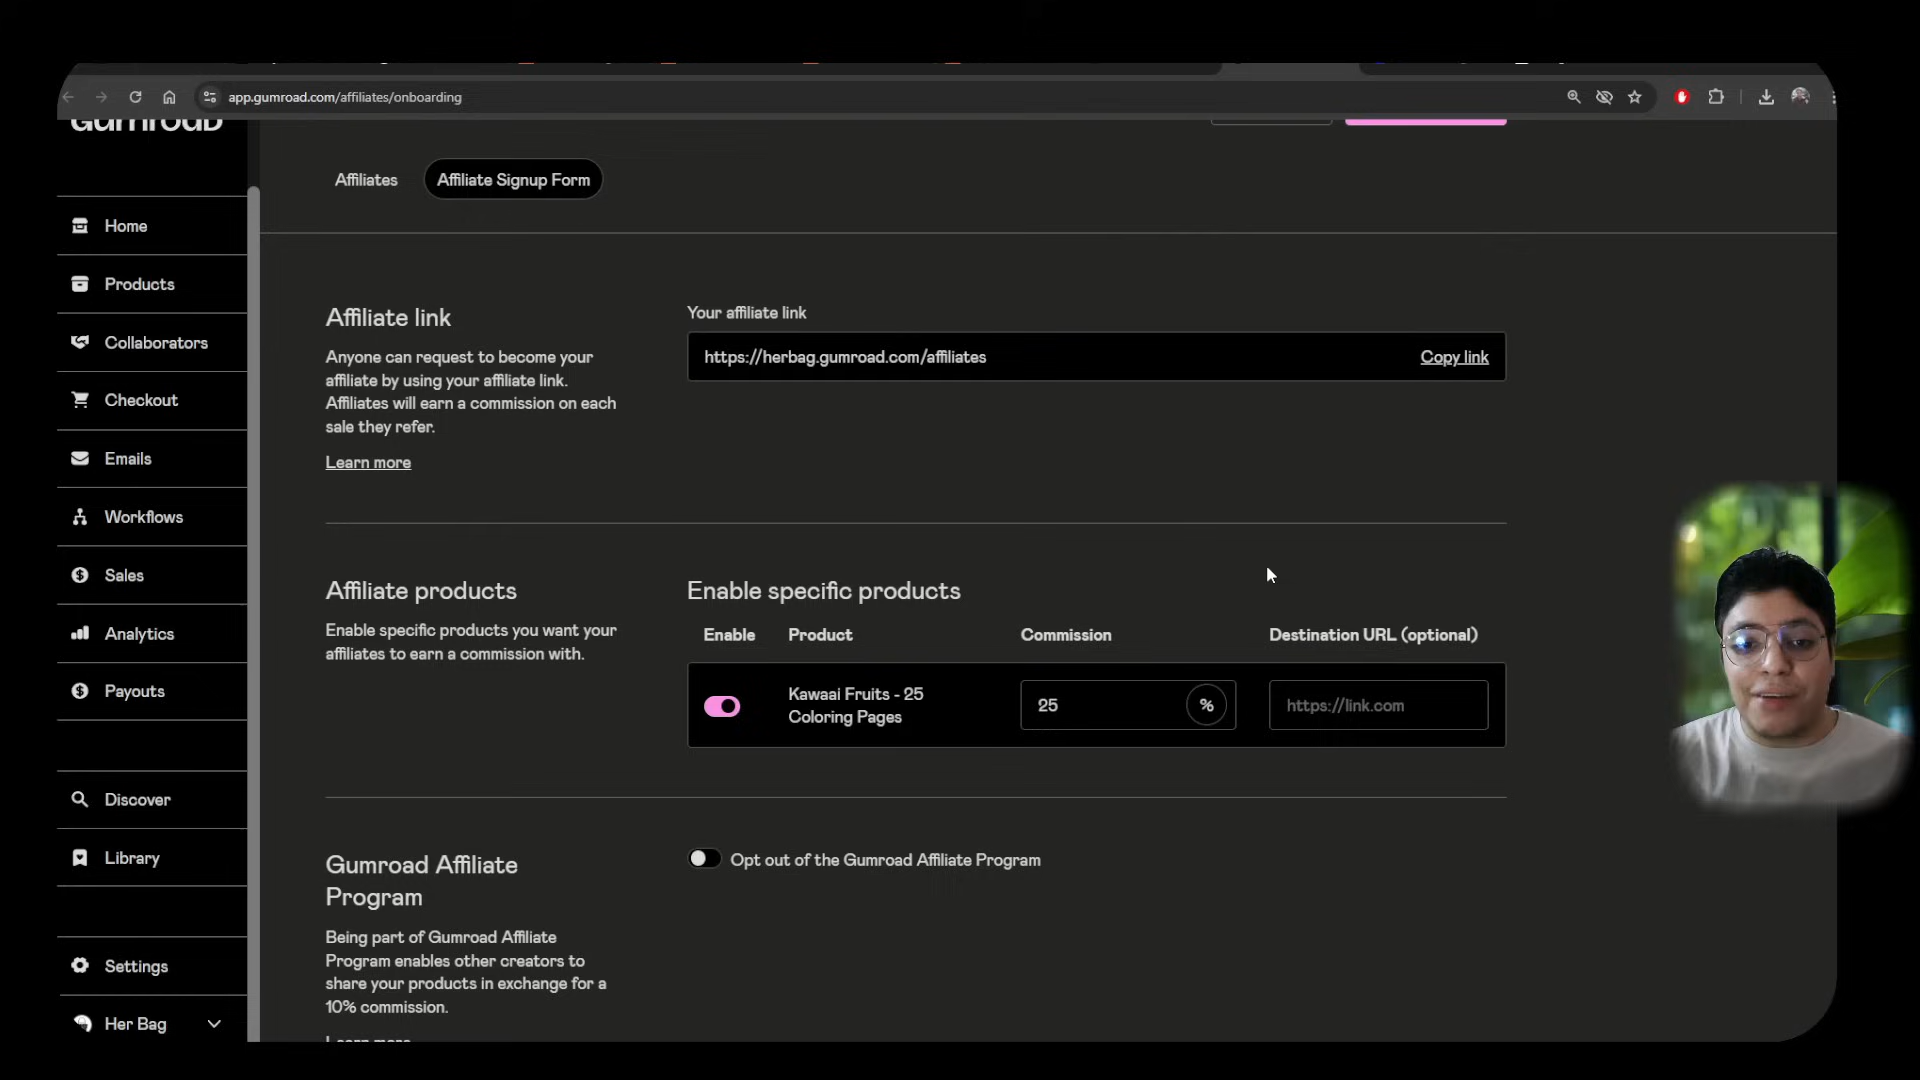 app.gumroad.com/affiliates/onboarding
GumroaD
Home
Products
Collaborators
Checkout
Emails
Workflows
Sales
Analytics
Payouts
Discover
Library
Settings
Her Bag
Affiliates
Affiliate Signup Form
Affiliate link
Anyone can request to become your
affiliate by using your affiliate link.
Affiliates will earn a commission on each
sale they refer.
Learn more
Your affiliate link
https://herbag.gumroad.com/affiliates
Copy link
Affiliate products
Enable specific products you want your
affiliates to earn a commission with.
Enable specific products
Enable Product Commission Destination URL (optional)
Kawaai Fruits - 25
Coloring Pages
25 %
https://link.com
Gumroad Affiliate
Program
Being part of Gumroad Affiliate
Program enables other creators to
share your products in exchange for a
10% commission.
Learn more
Opt out of the Gumroad Affiliate Program